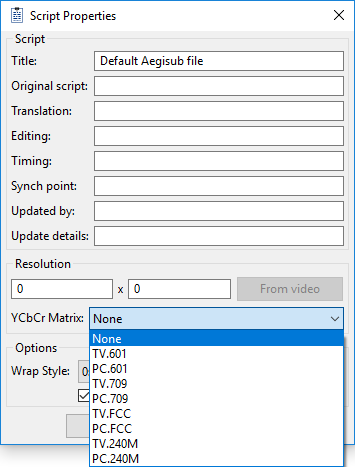 Script Properties
Script
Title: Default Aegisub file
Original script:
Translation:
Editing:
Timing:
Synch point:
Updated by:
Update details:
Resolution
0 x 0 From video
YCbCr Matrix: None
None
TV.601
PC.601
TV.709
PC.709
TV.FCC
PC.FCC
TV.240M
PC.240M
Options
Wrap Style: